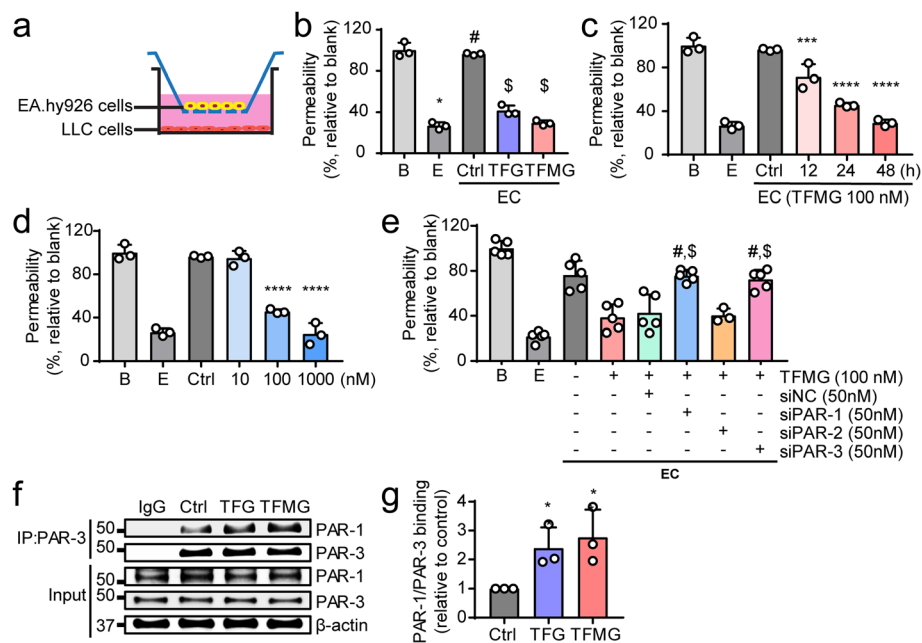 a
EA.hy926 cells
LLC cells
b
Permeability
(%, relative to blank)
120
80
40
0
*
#
$
$
B
E
Ctrl
TFG
TFMG
EC
c
Permeability
(%, relative to blank)
120
80
40
0
***
****
****
B
E
Ctrl
12
24
48 (h)
EC (TFMG 100 nM)
d
Permeability
(%, relative to blank)
120
80
40
0
****
****
B
E
Ctrl
10
100
1000 (nM)
e
Permeability
(%, relative to blank)
120
80
40
0
#,$
#,$
B
E
- + + + + + TFMG (100 nM)
- - + - - - siNC (50nM)
- - - + - - siPAR-1 (50nM)
- - - - + - siPAR-2 (50nM)
- - - - - + siPAR-3 (50nM)
EC
f
IgG Ctrl TFG TFMG
IP:PAR-3
50
PAR-1
50
PAR-3
Input
50
PAR-1
50
PAR-3
37
β-actin
g
PAR-1/PAR-3 binding
(relative to control)
4
3
2
1
0
*
*
Ctrl
TFG
TFMG